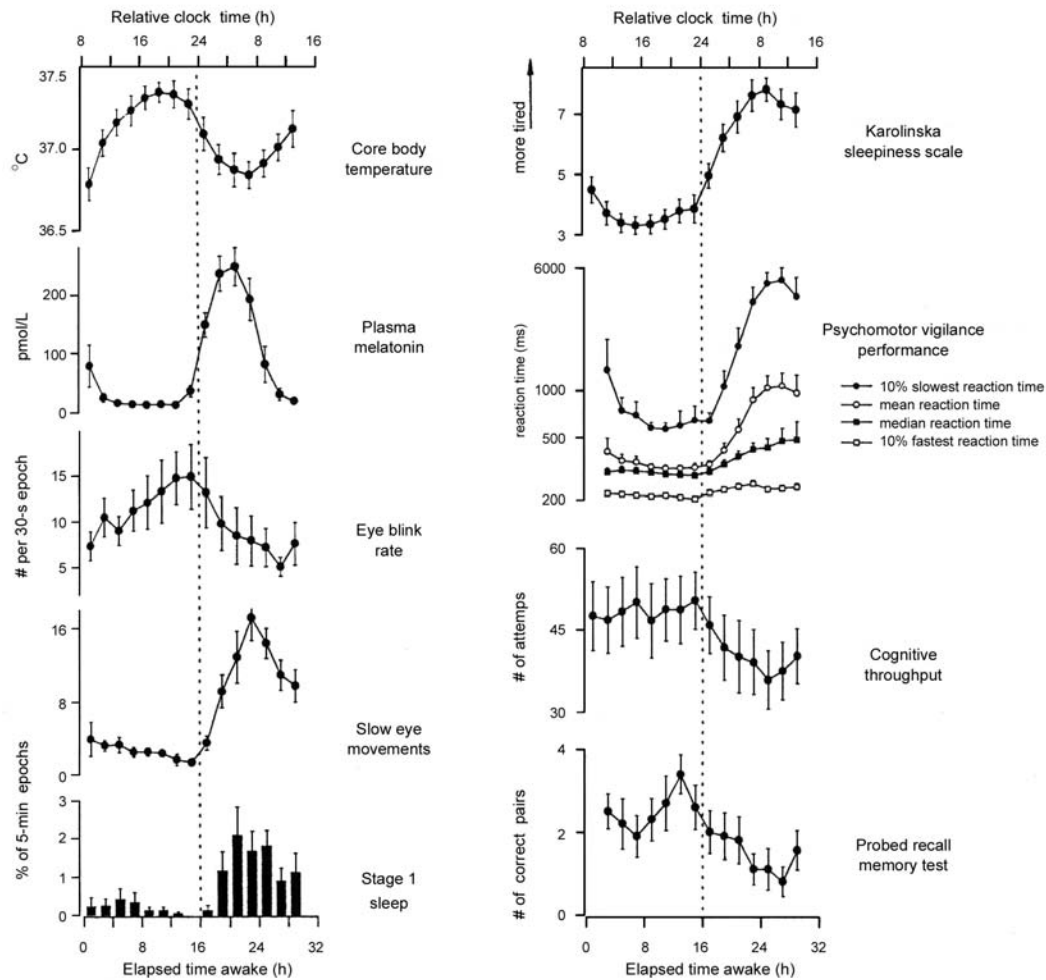 Relative clock time (h)
8 16 24 8 16
37.5
37.0
36.5
°C
Core body
temperature
200
100
0
pmol/L
Plasma
melatonin
15
10
5
# per 30-s epoch
Eye blink
rate
16
8
0
Slow eye
movements
% of 5-min epochs
3
2
1
0
Stage 1
sleep
0 8 16 24 32
Elapsed time awake (h)
Relative clock time (h)
8 16 24 8 16
more tired
7
5
3
Karolinska
sleepiness scale
6000
1000
500
200
reaction time (ms)
Psychomotor vigilance
performance
10% slowest reaction time
mean reaction time
median reaction time
10% fastest reaction time
60
45
30
# of attemps
Cognitive
throughput
4
2
0
# of correct pairs
Probed recall
memory test
0 8 16 24 32
Elapsed time awake (h)